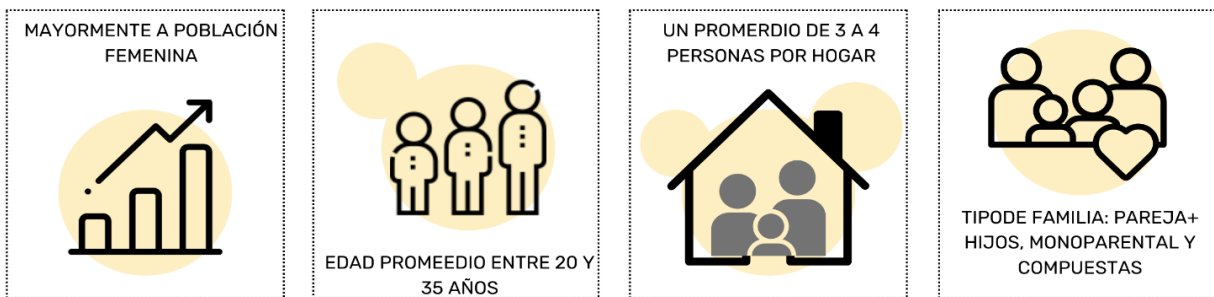 MAYORMENTE A POBLACIÓN
FEMENINA
EDAD PROMEEDIO ENTRE 20 Y
35 AÑOS
UN PROMERDIO DE 3 A 4
PERSONAS POR HOGAR
TIPODE FAMILIA: PAREJA+
HIJOS, MONOPARENTAL Y
COMPUESTAS